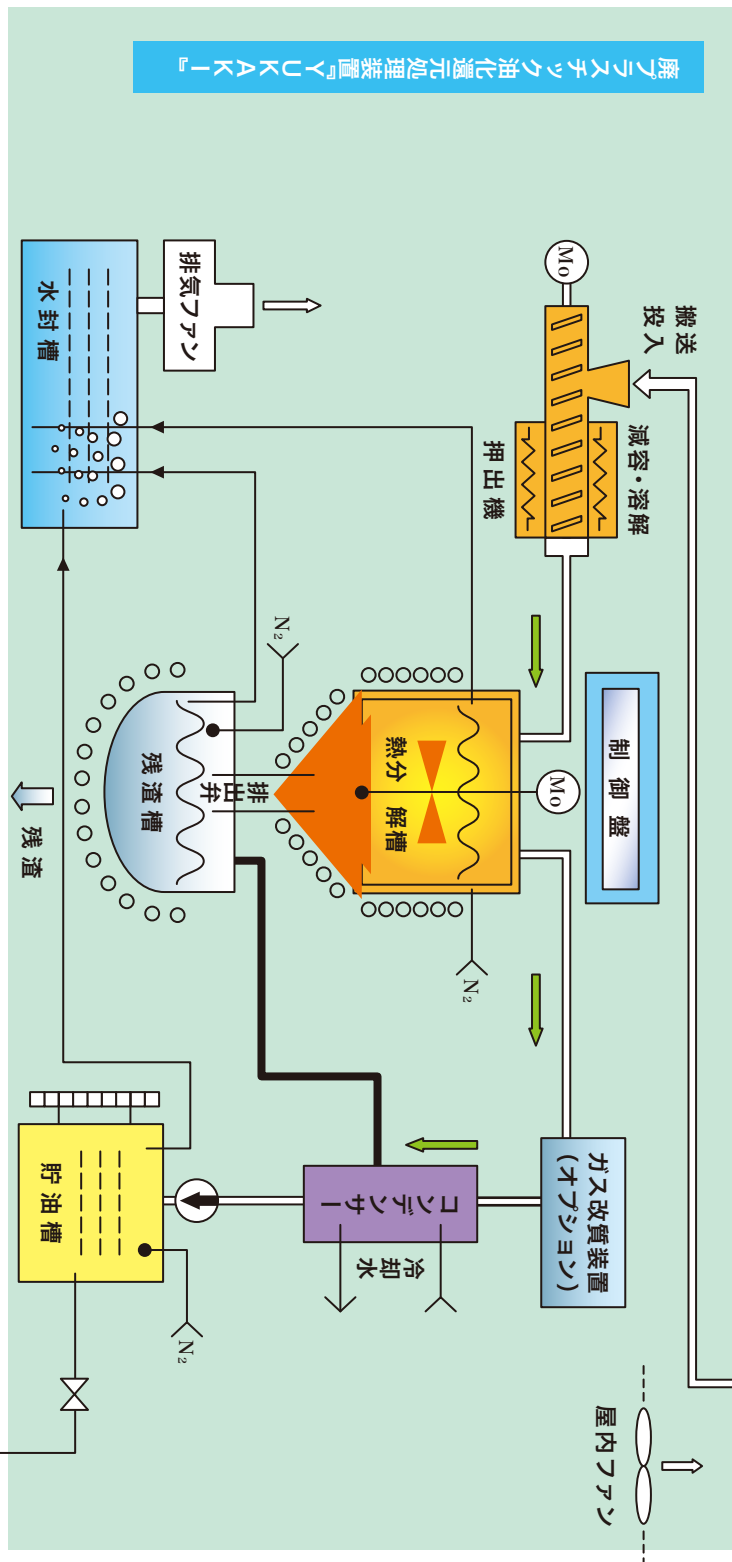 廃プラスチック油化還元処理装置『YUKAKI』
搬送
投入
Mo
減容・溶解
押出機
排気ファン
水封槽
制御盤
Mo
熱分解槽
N₂
N₂
排出弁
残渣槽
残渣
ガス改質装置
(オプション)
コンデンサー
冷却水
貯油槽
N₂
屋内ファン